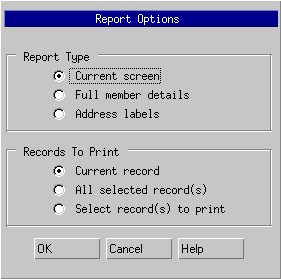 Report Options
Report Type
Current screen
Full member details
Address labels
Records To Print
Current record
All selected record(s)
Select record(s) to print
OK Cancel Help